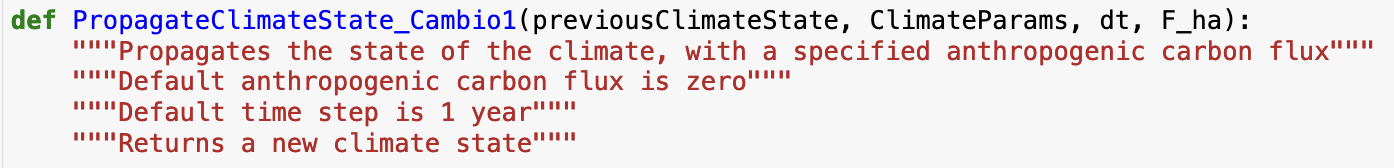 def PropagateClimateState_Cambio1(previousClimateState, ClimateParams, dt, F_ha):
    """Propagates the state of the climate, with a specified anthropogenic carbon flux"""
    """Default anthropogenic carbon flux is zero"""
    """Default time step is 1 year"""
    """Returns a new climate state"""